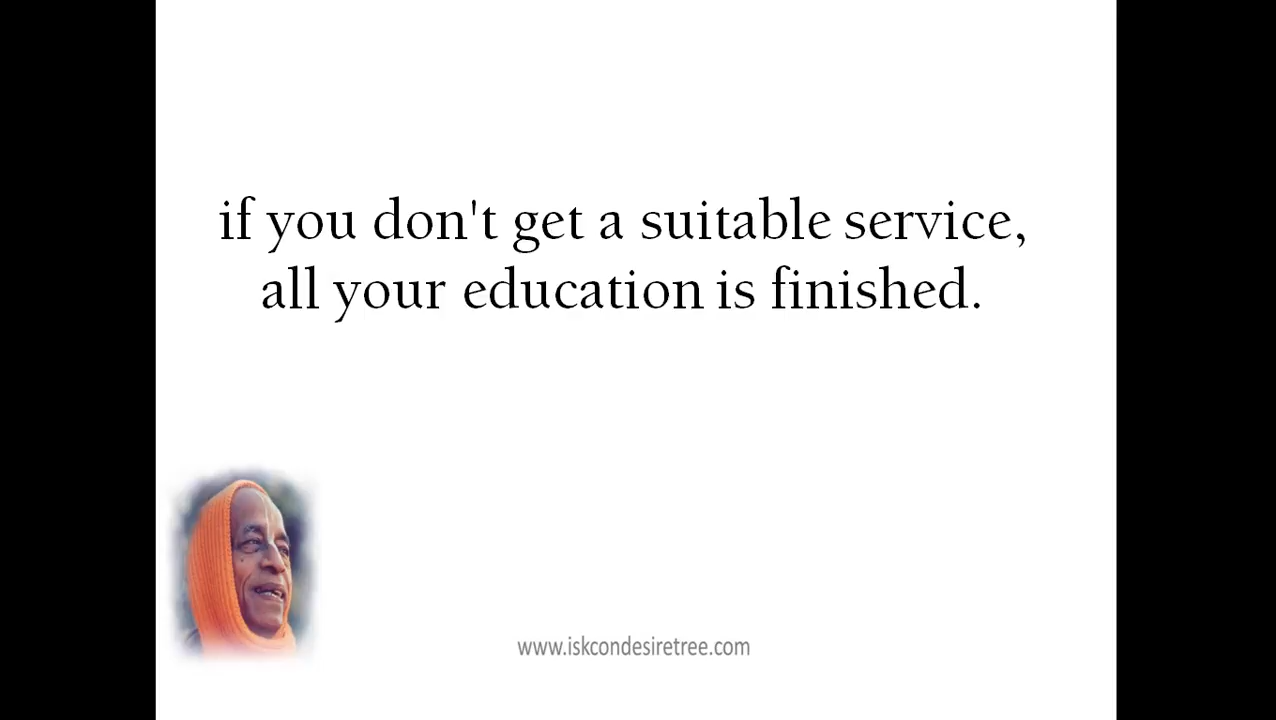 if you don't get a suitable service,
all your education is finished.
www.iskcondesiretree.com